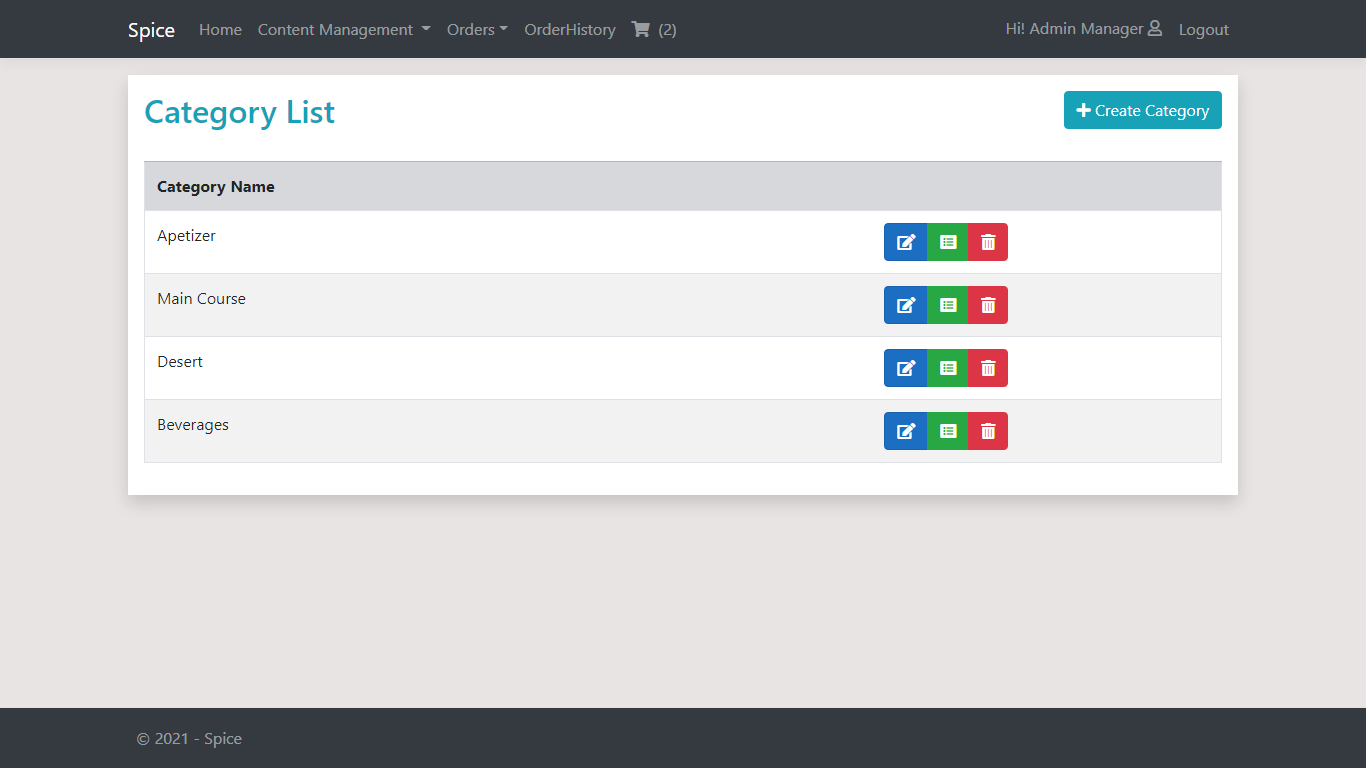 Spice Home Content Management Orders OrderHistory (2) Hi! Admin Manager Logout
Category List
Create Category
Category Name
Apetizer
Main Course
Desert
Beverages
© 2021 - Spice